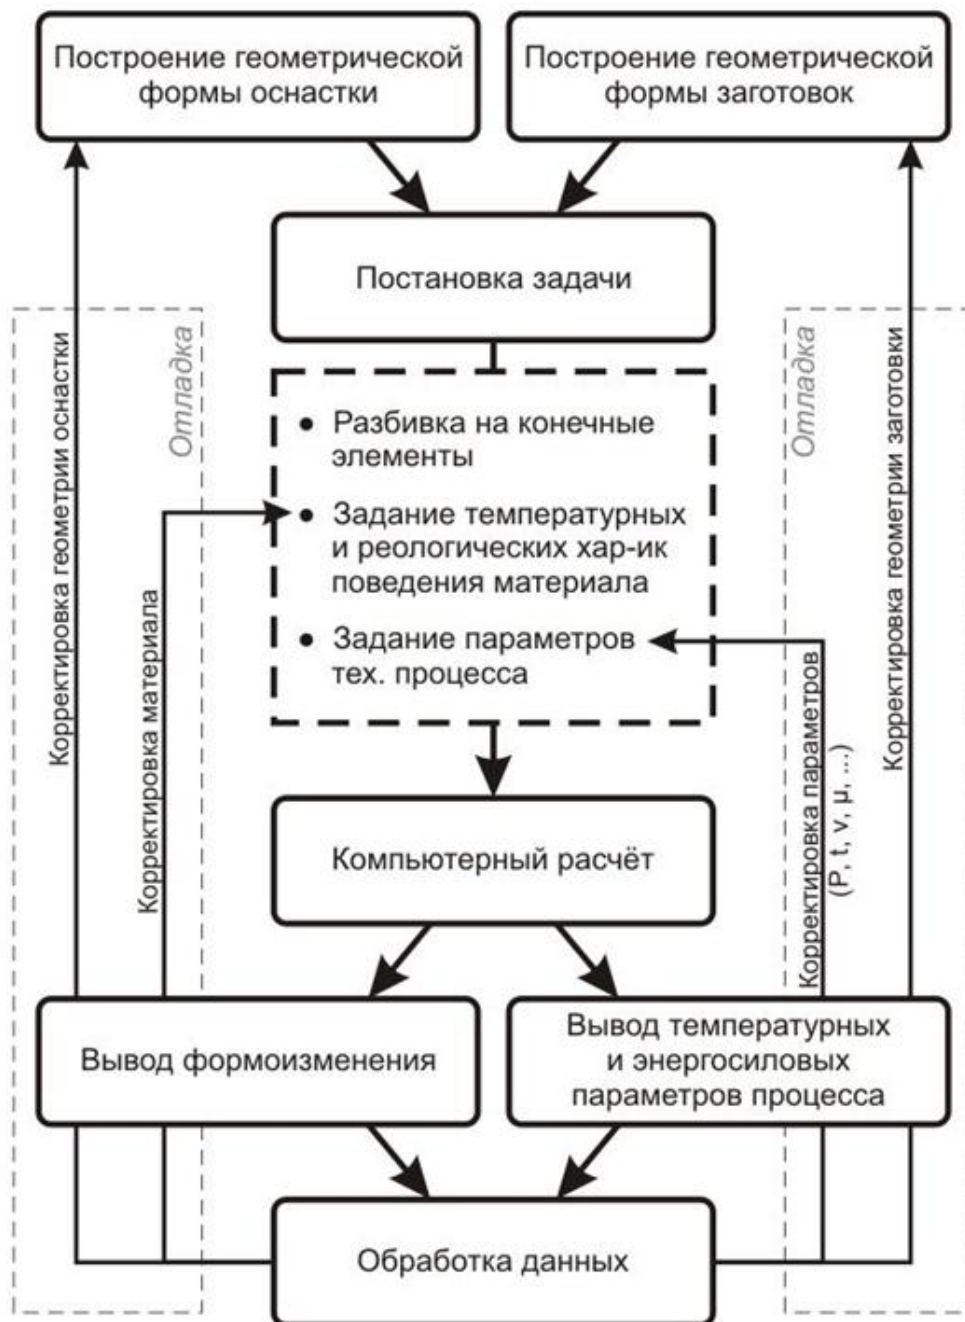 Построение геометрической
формы оснастки
Построение геометрической
формы заготовок
Постановка задачи
Отладка
Корректировка геометрии оснастки
Корректировка материала
• Разбивка на конечные
элементы
• Задание температурных
и реологических хар-ик
поведения материала
• Задание параметров
тех. процесса
Отладка
Корректировка параметров
(P, t, v, μ, ...)
Корректировка геометрии заготовки
Компьютерный расчёт
Вывод формоизменения
Вывод температурных
и энергосиловых
параметров процесса
Обработка данных